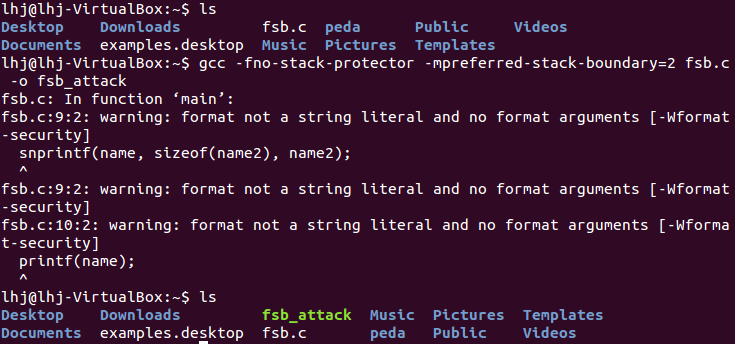 lhj@lhj-VirtualBox:~$ ls
Desktop    Downloads         fsb.c  peda      Public     Videos
Documents  examples.desktop  Music  Pictures  Templates
lhj@lhj-VirtualBox:~$ gcc -fno-stack-protector -mpreferred-stack-boundary=2 fsb.c
 -o fsb_attack
fsb.c: In function ‘main’:
fsb.c:9:2: warning: format not a string literal and no format arguments [-Wformat
-security]
  snprintf(name, sizeof(name2), name2);
  ^
fsb.c:9:2: warning: format not a string literal and no format arguments [-Wformat
-security]
fsb.c:10:2: warning: format not a string literal and no format arguments [-Wforma
t-security]
  printf(name);
  ^
lhj@lhj-VirtualBox:~$ ls
Desktop    Downloads         fsb_attack  Music  Pictures  Templates
Documents  examples.desktop  fsb.c       peda   Public    Videos